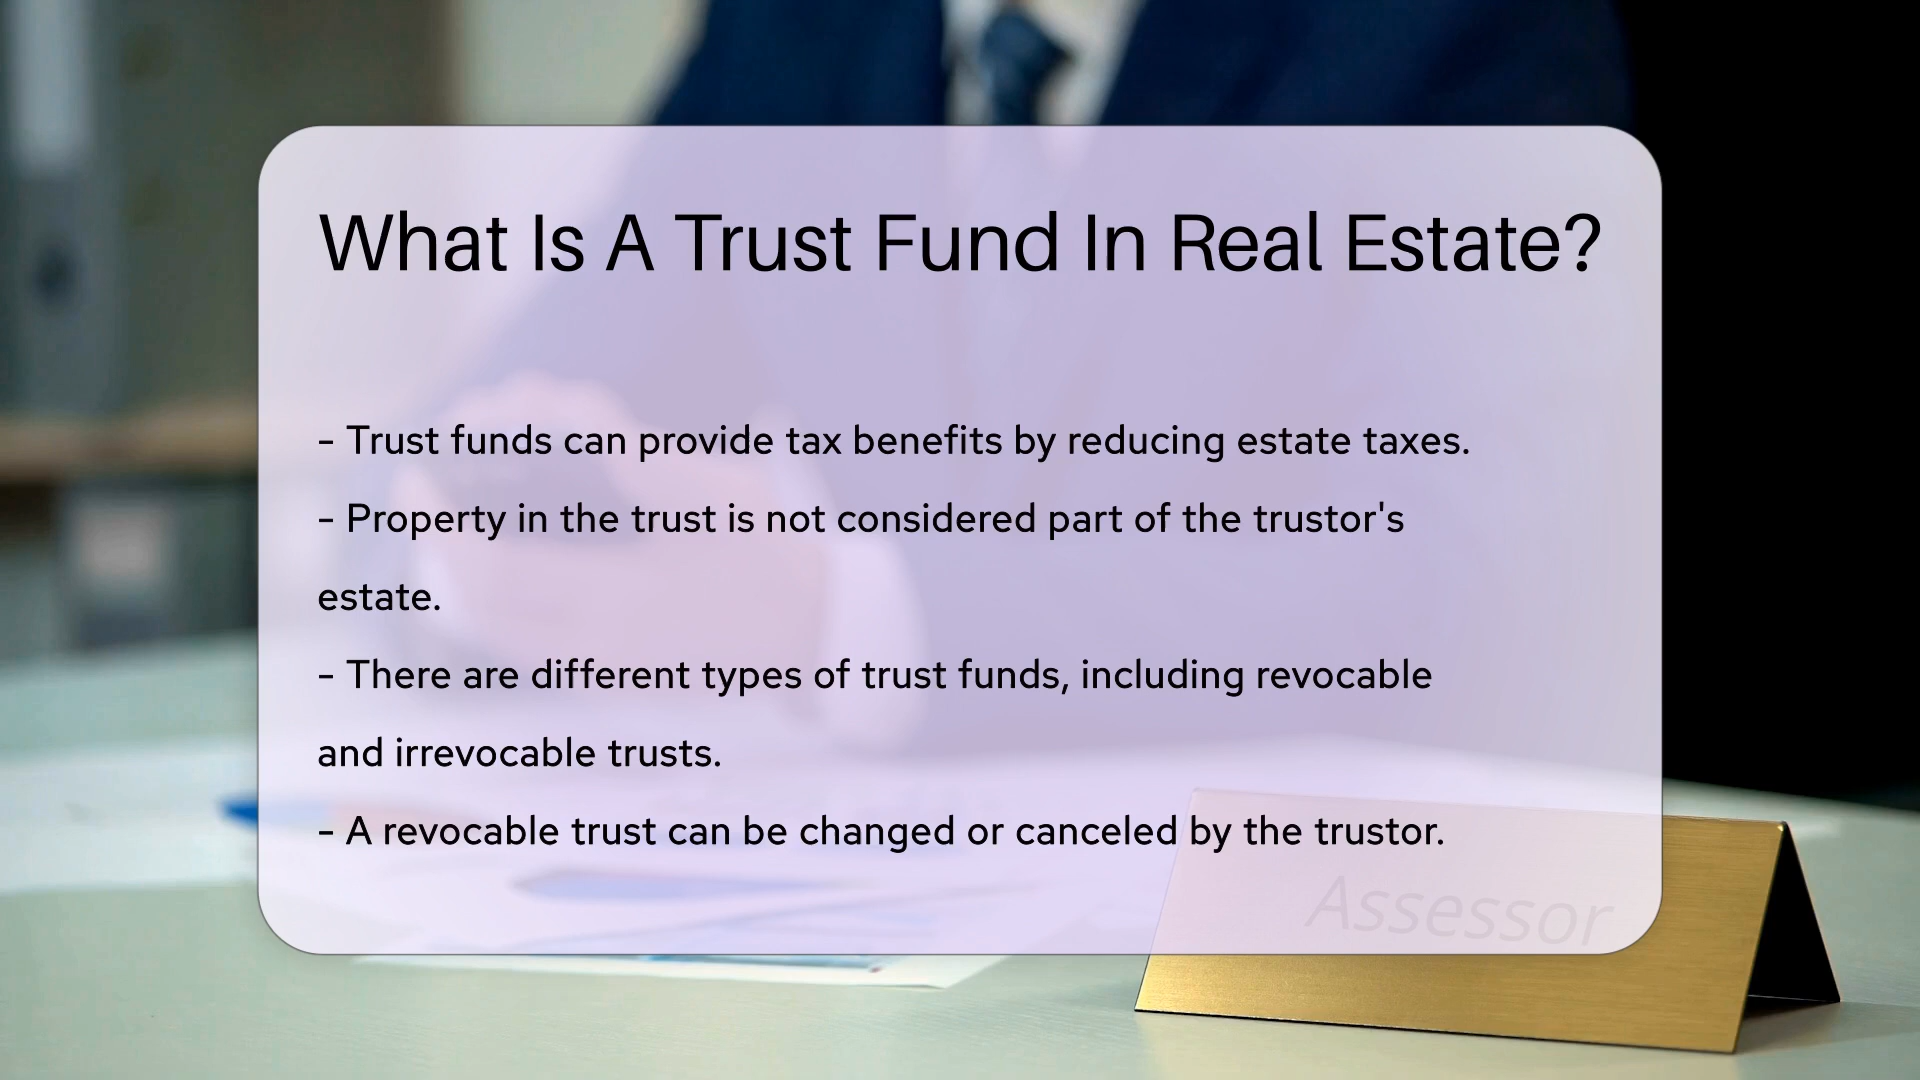 What Is A Trust Fund In Real Estate?
- Trust funds can provide tax benefits by reducing estate taxes.
- Property in the trust is not considered part of the trustor's
estate.
- There are different types of trust funds, including revocable
and irrevocable trusts.
- A revocable trust can be changed or canceled by the trustor.
Assessor